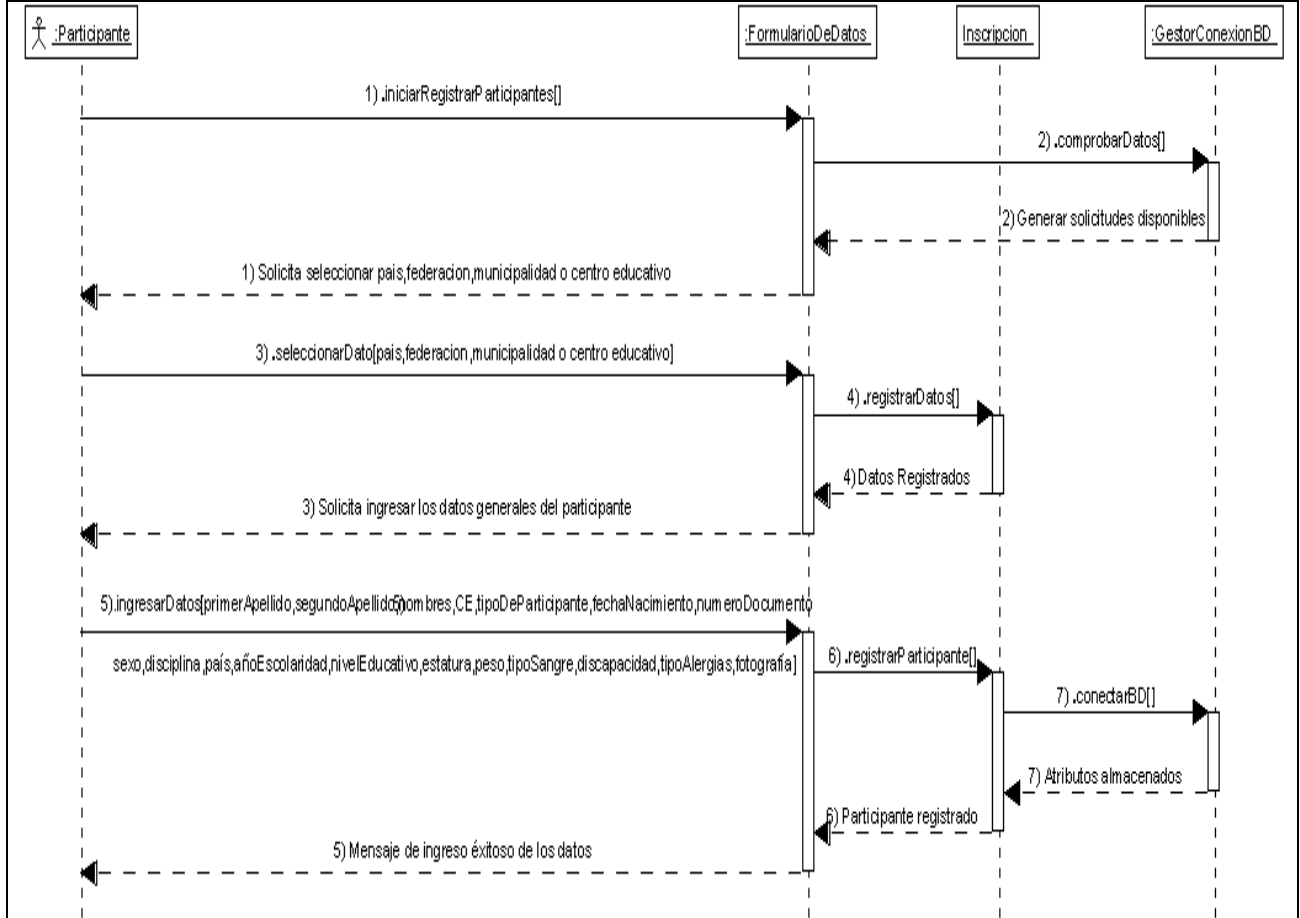 :Participante
:FormularioDeDatos
Inscripcion
:GestorConexionBD
1) .iniciarRegistrarParticipantes[]
2) .comprobarDatos[]
2) Generar solicitudes disponibles
1) Solicita seleccionar pais,federacion,municipalidad o centro educativo
3) .seleccionarDato[pais,federacion,municipalidad o centro educativo]
4) .registrarDatos[]
4) Datos Registrados
3) Solicita ingresar los datos generales del participante
5).ingresarDatos[primerApellido,segundoApellido,nombres,CE,tipoDeParticipante,fechaNacimiento,numeroDocumento
5)
sexo,disciplina,país,añoEscolaridad,nivelEducativo,estatura,peso,tipoSangre,discapacidad,tipoAlergias,fotografía]
6) .registrarParticipante[]
7) .conectarBD[]
7) Atributos almacenados
6) Participante registrado
5) Mensaje de ingreso éxitoso de los datos